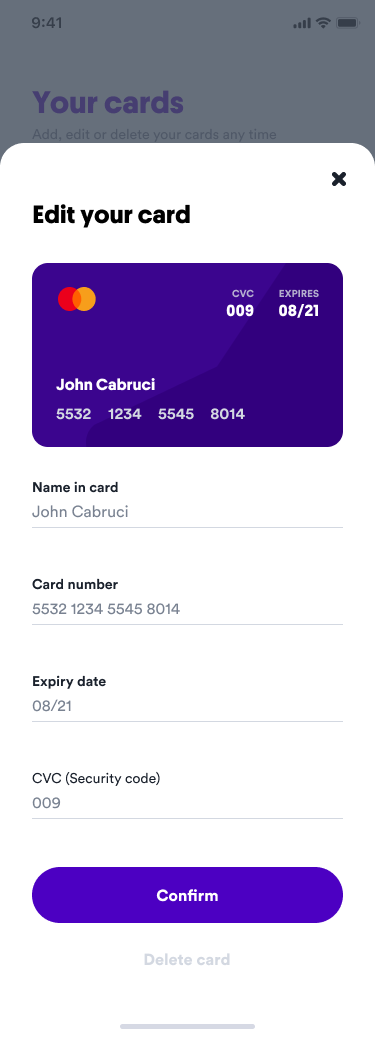 9:41
Your cards
Add, edit or delete your cards any time
Edit your card
CVC EXPIRES
009 08/21
John Cabruci
5532 1234 5545 8014
Name in card
John Cabruci
Card number
5532 1234 5545 8014
Expiry date
08/21
CVC (Security code)
009
Confirm
Delete card